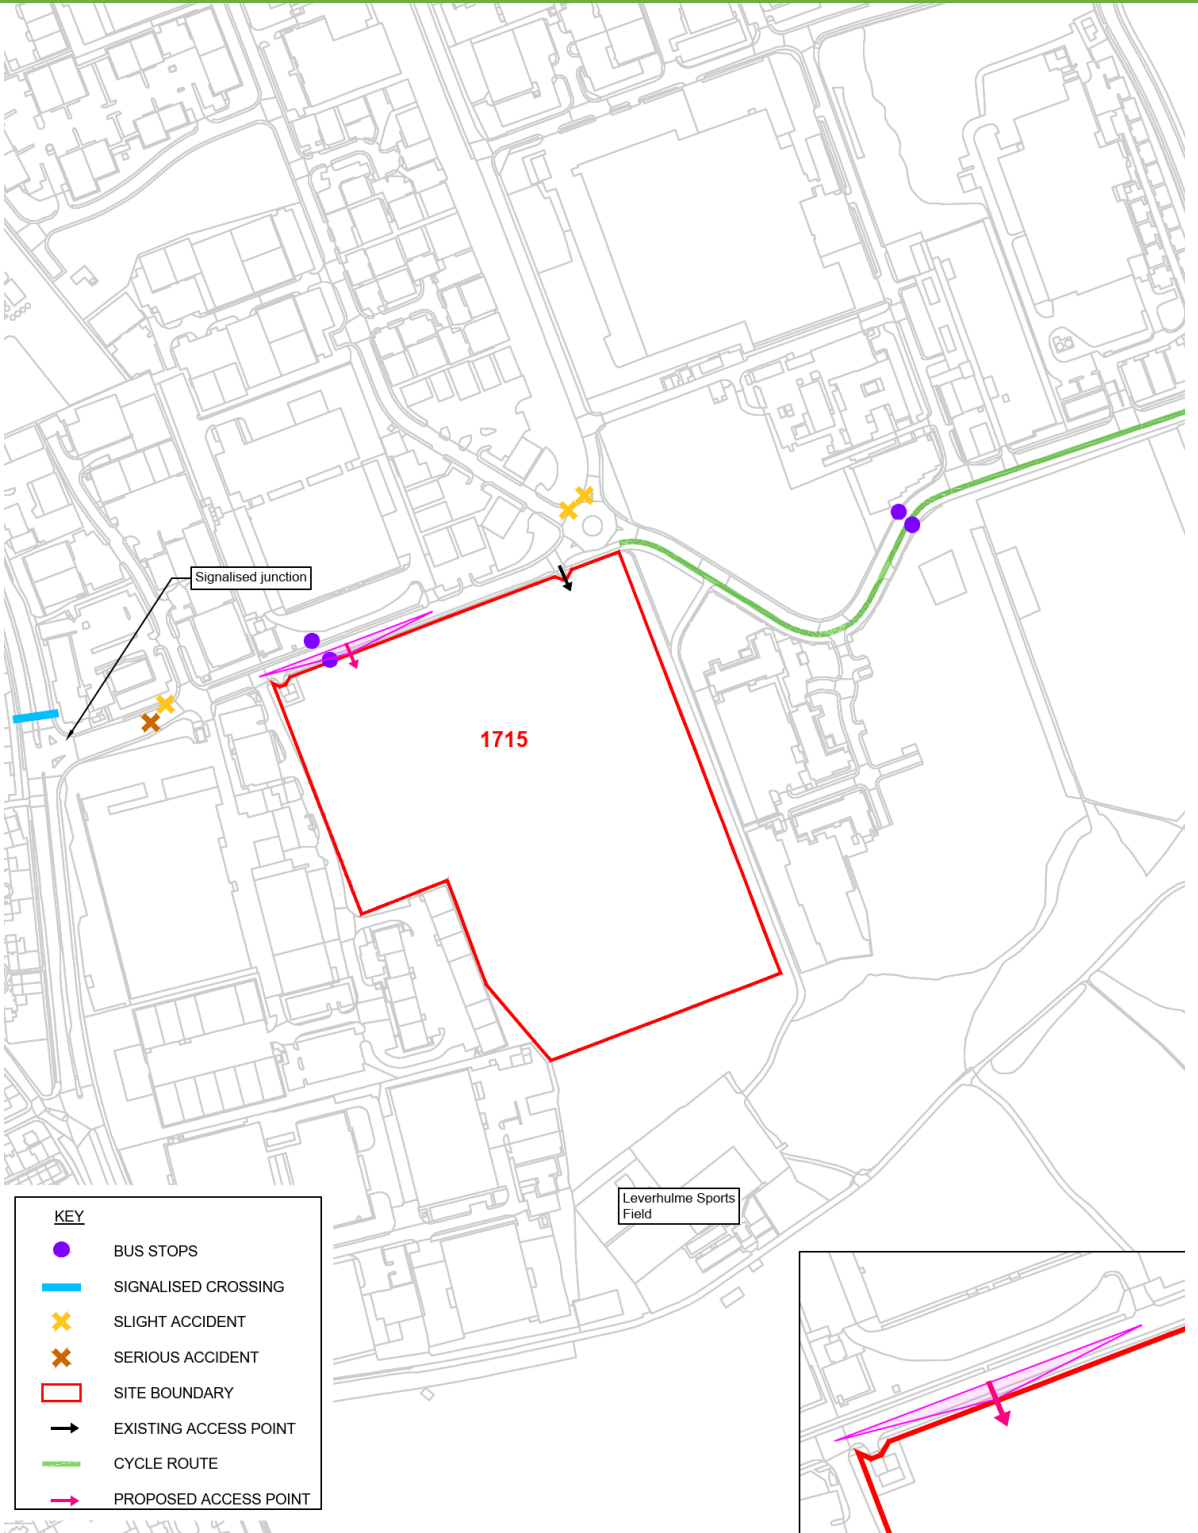 Signalised junction
1715
Leverhulme Sports
Field
KEY
BUS STOPS
SIGNALISED CROSSING
SLIGHT ACCIDENT
SERIOUS ACCIDENT
SITE BOUNDARY
EXISTING ACCESS POINT
CYCLE ROUTE
PROPOSED ACCESS POINT